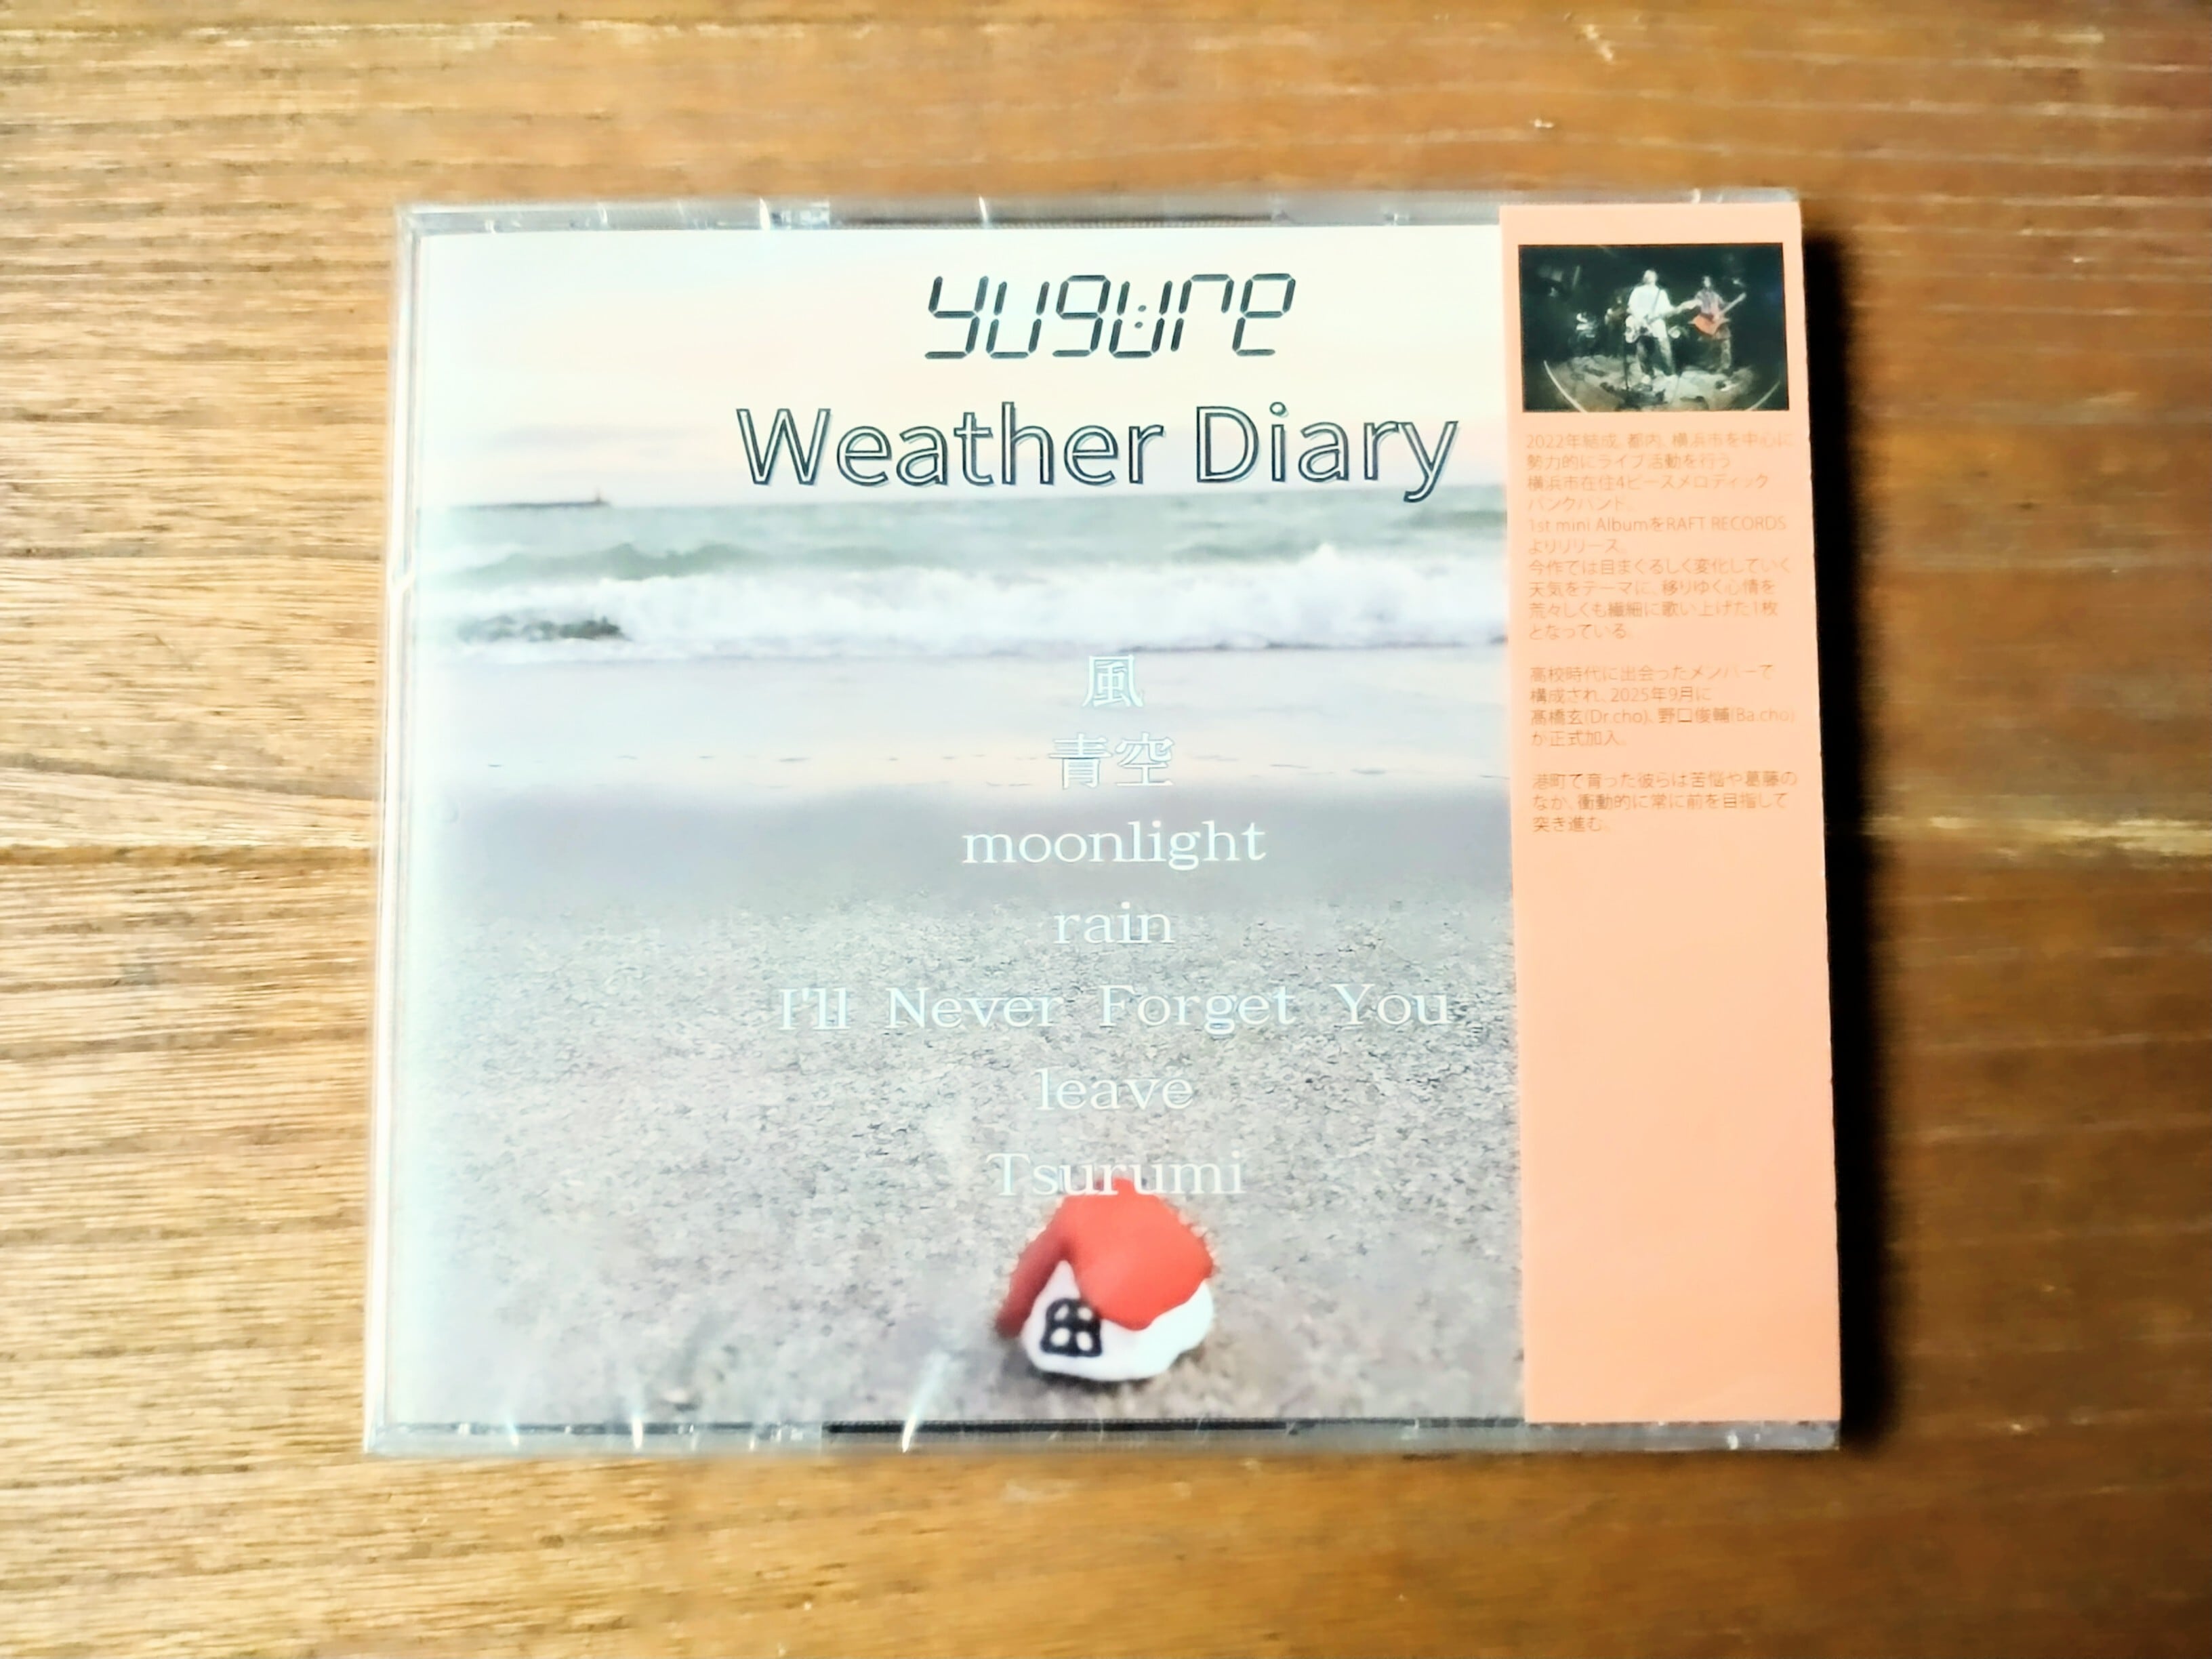 yugure
Weather Diary
風
青空
moonlight
rain
I'll Never Forget You
leave
Tsurumi
2022年結成、都内、横浜市を中心に
勢力的にライブ活動を行う
横浜市在住4ピースメロディック
パンクバンド。
1st mini AlbumをRAFT RECORDS
よりリリース。
今作では目まぐるしく変化していく
天気をテーマに、移りゆく心情を
荒々しくも繊細に歌い上げた1枚
となっている。
高校時代に出会ったメンバーで
構成され、2025年9月に
髙橋玄(Dr.cho)、野口俊輔(Ba.cho)
が正式加入。
港町で育った彼らは苦悩や葛藤の
なか、衝動的に常に前を目指して
突き進む。